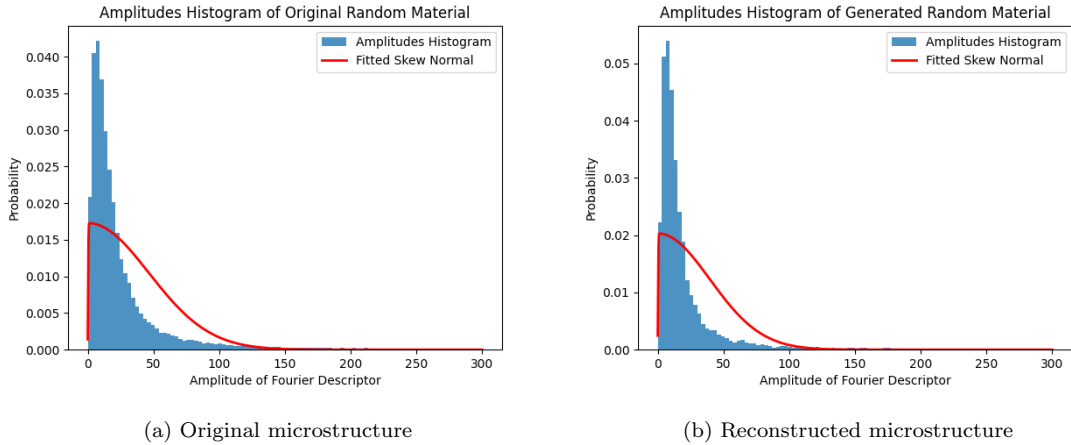 Amplitudes Histogram of Original Random Material
Amplitudes Histogram
Fitted Skew Normal
0.040
0.035
0.030
0.025
0.020
0.015
0.010
0.005
0.000
Probability
0
50
100
150
200
250
300
Amplitude of Fourier Descriptor
(a) Original microstructure
Amplitudes Histogram of Generated Random Material
Amplitudes Histogram
Fitted Skew Normal
0.05
0.04
0.03
0.02
0.01
0.00
Probability
0
50
100
150
200
250
300
Amplitude of Fourier Descriptor
(b) Reconstructed microstructure